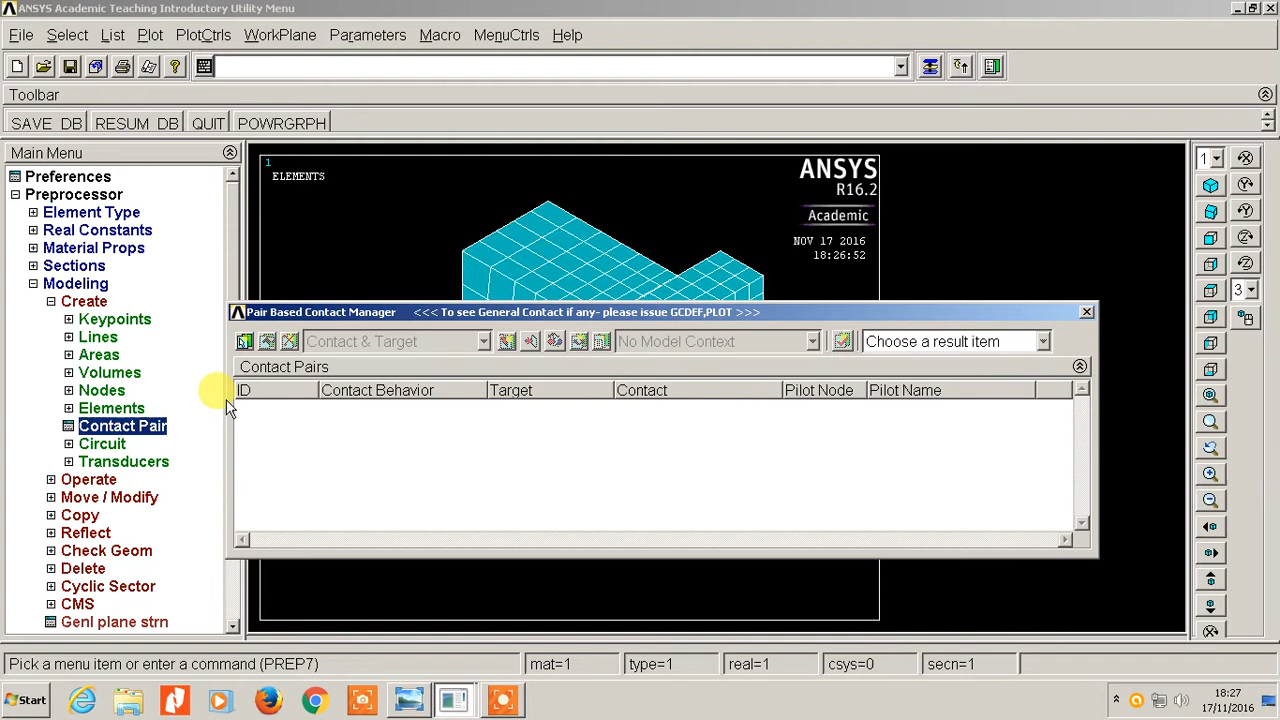 ANSYS Academic Teaching Introductory Utility Menu
File Select List Plot PlotCtrls WorkPlane Parameters Macro MenuCtrls Help
Toolbar
SAVE_DB RESUM_DB QUIT POWRGRPH
Main Menu
Preferences
Preprocessor
Element Type
Real Constants
Material Props
Sections
Modeling
Create
Keypoints
Lines
Areas
Volumes
Nodes
Elements
Contact Pair
Circuit
Transducers
Operate
Move / Modify
Copy
Reflect
Check Geom
Delete
Cyclic Sector
CMS
Genl plane strn
1
ELEMENTS
ANSYS
R16.2
Academic
NOV 17 2016
18:26:52
Pair Based Contact Manager <<< To see General Contact if any- please issue GCDEF,PLOT >>>
Contact & Target No Model Context Choose a result item
Contact Pairs
ID Contact Behavior Target Contact Pilot Node Pilot Name
1
3
Pick a menu item or enter a command (PREP7) mat=1 type=1 real=1 csys=0 secn=1
Start
18:27
17/11/2016